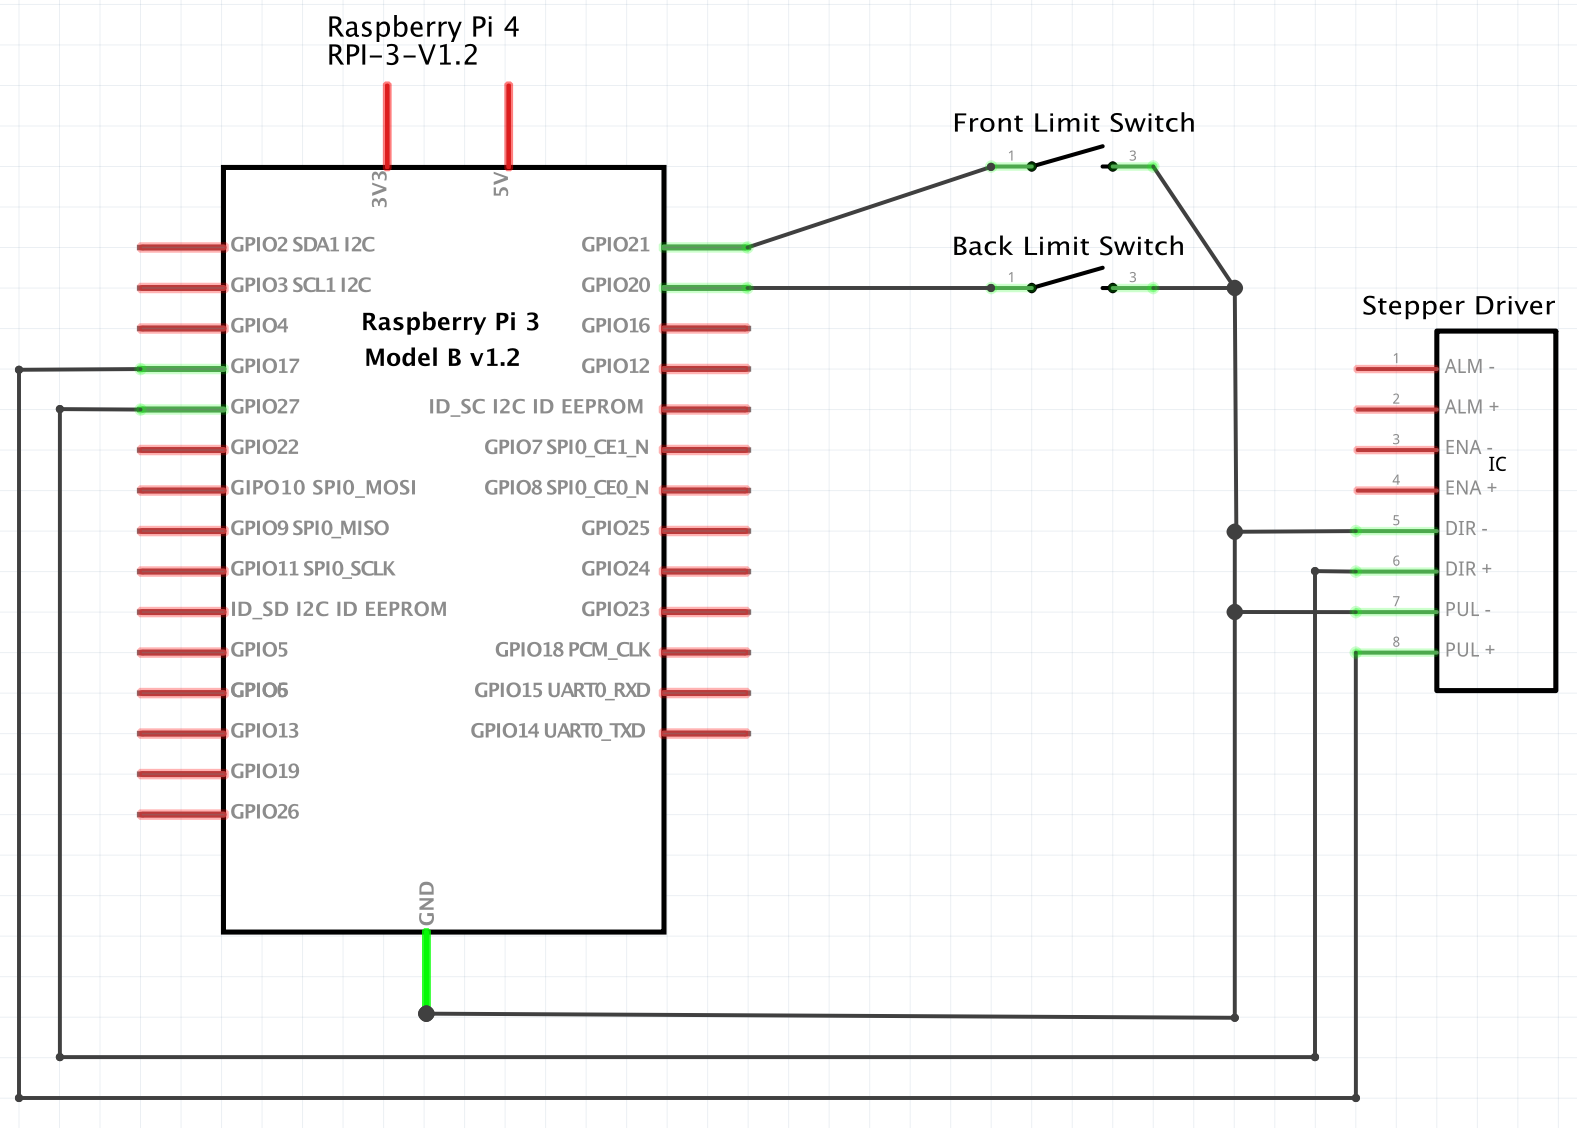 Raspberry Pi 4
RPI-3-V1.2
3V3
5V
Front Limit Switch
1
3
Back Limit Switch
1
3
GPIO2 SDA1 I2C
GPIO3 SCL1 I2C
GPIO4
GPIO17
GPIO27
GPIO22
GIPO10 SPI0_MOSI
GPIO9 SPI0_MISO
GPIO11 SPI0_SCLK
ID_SD I2C ID EEPROM
GPIO5
GPIO6
GPIO13
GPIO19
GPIO26
Raspberry Pi 3
Model B v1.2
GPIO21
GPIO20
GPIO16
GPIO12
ID_SC I2C ID EEPROM
GPIO7 SPI0_CE1_N
GPIO8 SPI0_CE0_N
GPIO25
GPIO24
GPIO23
GPIO18 PCM_CLK
GPIO15 UART0_RXD
GPIO14 UART0_TXD
GND
Stepper Driver
1 ALM -
2 ALM +
3 ENA -
IC
4 ENA +
5 DIR -
6 DIR +
7 PUL -
8 PUL +